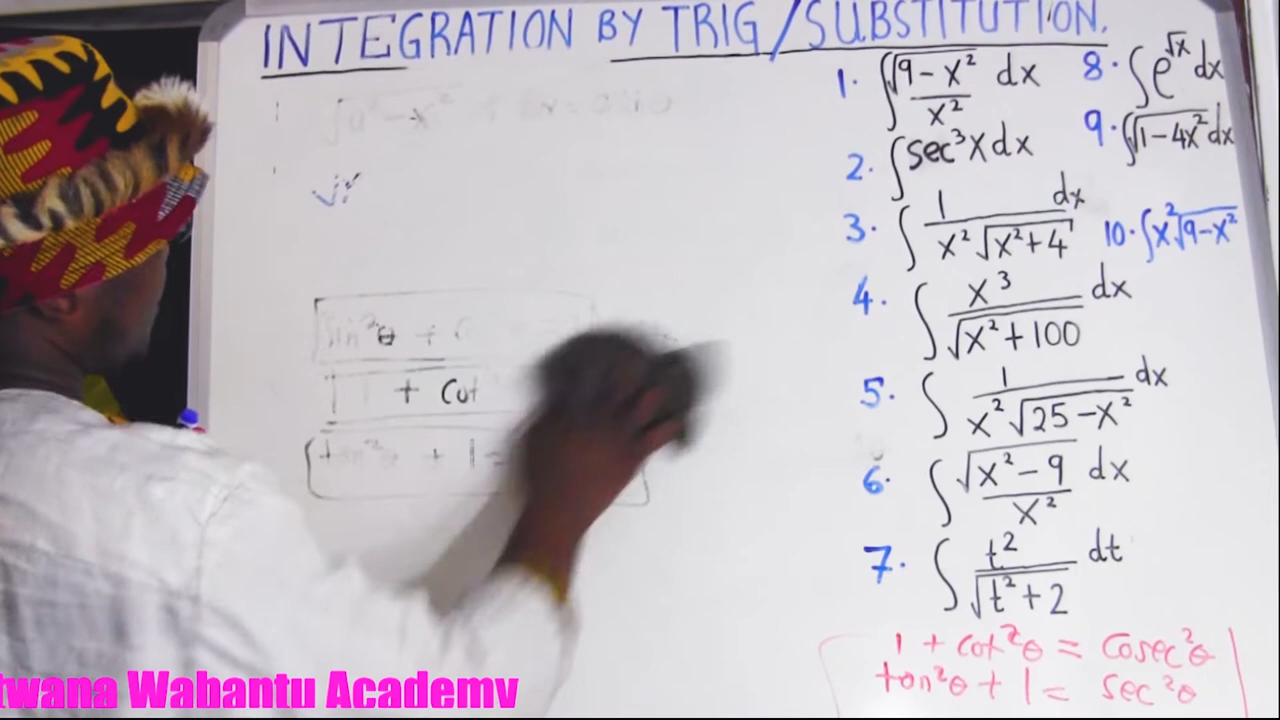 INTEGRATION BY TRIG/SUBSTITUTION.
1. ∫ √(9 - x²)/x² dx
2. ∫ sec³x dx
3. ∫ 1/(x²√(x²+4)) dx
4. ∫ x³/√(x²+100) dx
5. ∫ 1/(x²√(25-x²)) dx
6. ∫ √(x²-9)/x² dx
7. ∫ t²/√(t²+2) dt
8. ∫ e^√x dx
9. ∫ √(1-4x²) dx
10. ∫ x²√(9-x²)
sin²θ +
+ cot
tan²θ + 1 =
1 + cot²θ = cosec²θ
tan²θ + 1 = sec²θ
twana Wabantu Academy